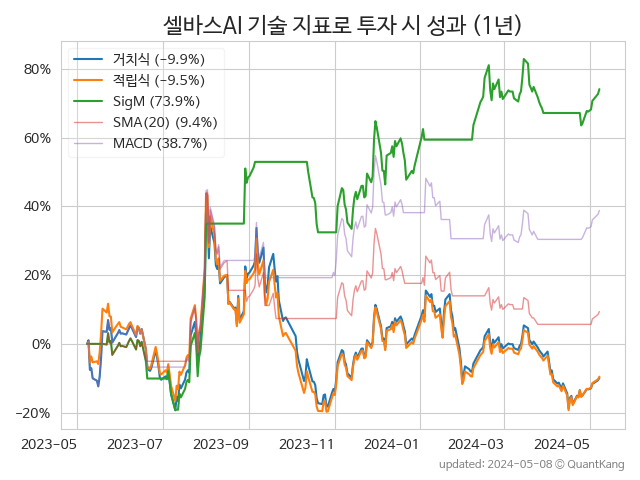 셀바스AI 기술 지표로 투자 시 성과 (1년)
거치식 (−9.9%)
적립식 (−9.5%)
SigM (73.9%)
SMA(20) (9.4%)
MACD (38.7%)
80%
60%
40%
20%
0%
−20%
2023−05 2023−07 2023−09 2023−11 2024−01 2024−03 2024−05
updated: 2024−05−08 ⓒ QuantKang